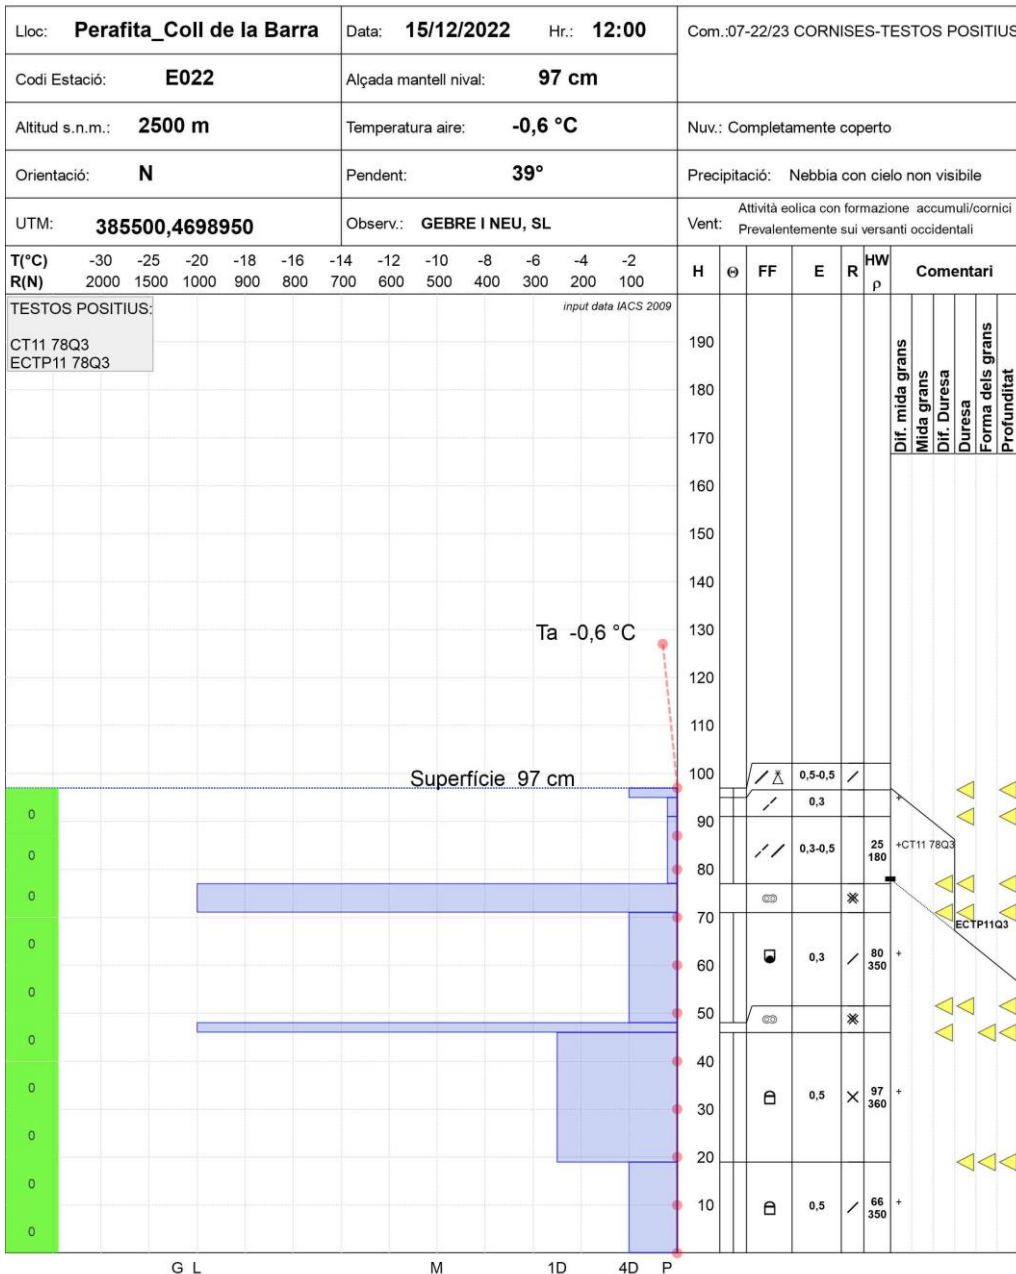 Lloc: Perafita_Coll de la Barra Data: 15/12/2022 Hr.: 12:00 Com.:07-22/23 CORNISES-TESTOS POSITIUS
Codi Estació: E022 Alçada mantell nival: 97 cm
Altitud s.n.m.: 2500 m Temperatura aire: -0,6 °C Nuv.: Completamente coperto
Orientació: N Pendent: 39° Precipitació: Nebbia con cielo non visibile
UTM: 385500,4698950 Observ.: GEBRE I NEU, SL Vent: Attività eolica con formazione accumuli/cornici
Prevalentemente sui versanti occidentali
T(°C) -30 -25 -20 -18 -16 -14 -12 -10 -8 -6 -4 -2
R(N) 2000 1500 1000 900 800 700 600 500 400 300 200 100
H Θ FF E R HW ρ Comentari
TESTOS POSITIUS:
CT11 78Q3
ECTP11 78Q3
input data IACS 2009
Dif. mida grans
Mida grans
Dif. Duresa
Duresa
Forma dels grans
Profunditat
190
180
170
160
150
140
130
Ta -0,6 °C
120
110
100
Superfície 97 cm
0,5-0,5
0 90 0,3 +
0 80 0,3-0,5 25 180 +CT11 78Q3
0 70
ECTP11Q3
0 60 0,3 80 350 +
0 50
0 40
0 30 0,5 97 360 +
0 20
0 10 0,5 66 350 +
0
G L M 1D 4D P